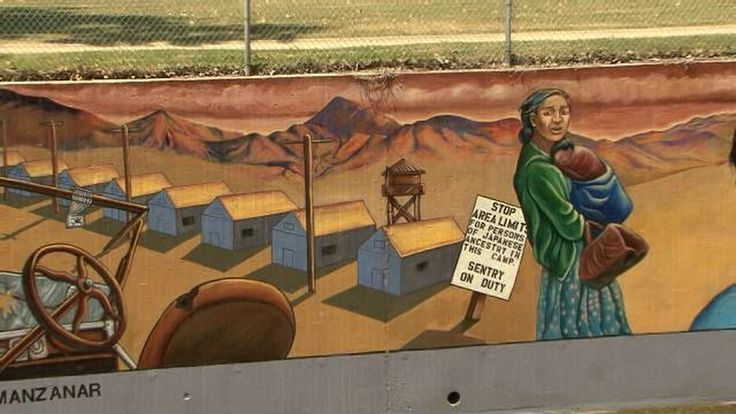 STOP
AREA LIMIT
FOR PERSONS
OF JAPANESE
ANCESTRY IN
THIS CAMP.
SENTRY
ON DUTY
MANZANAR